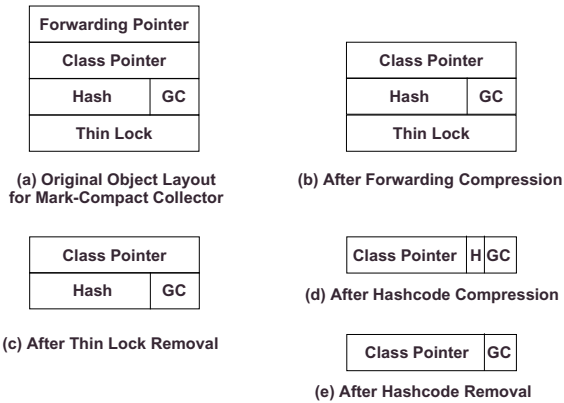 Forwarding Pointer
Class Pointer
Hash GC
Thin Lock
(a) Original Object Layout
for Mark-Compact Collector
Class Pointer
Hash GC
Thin Lock
(b) After Forwarding Compression
Class Pointer
Hash GC
(c) After Thin Lock Removal
Class Pointer H GC
(d) After Hashcode Compression
Class Pointer GC
(e) After Hashcode Removal